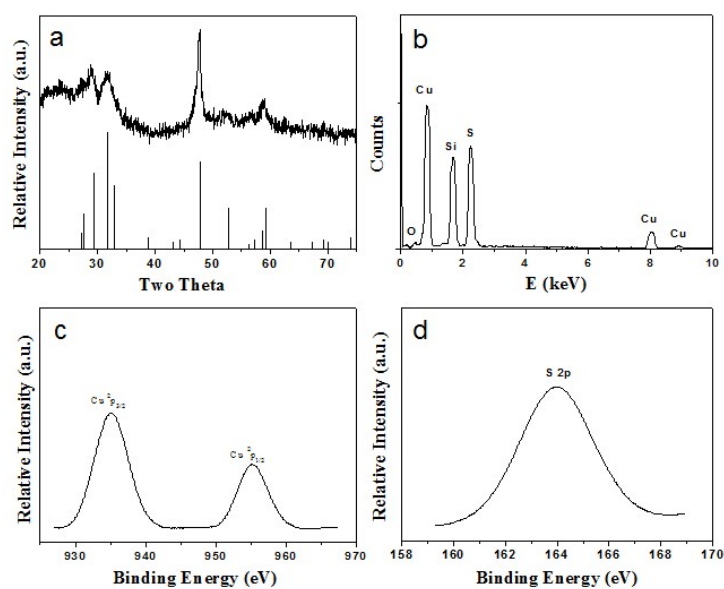 a
Relative Intensity (a.u.)
20 30 40 50 60 70
Two Theta
b
Counts
Cu
Si
S
O
Cu
Cu
0 2 4 6 8 10
E (keV)
c
Relative Intensity (a.u.)
Cu ²p₃/₂
Cu ²p₁/₂
930 940 950 960 970
Binding Energy (eV)
d
Relative Intensity (a.u.)
S 2p
158 160 162 164 166 168 170
Binding Energy (eV)